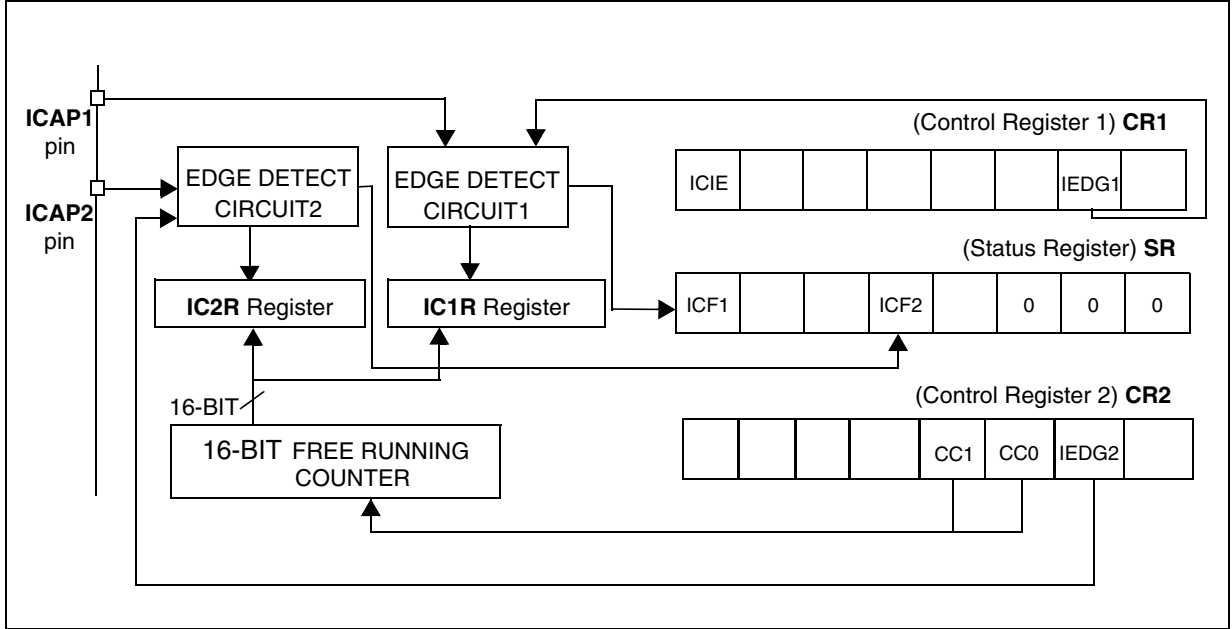 ICAP1
pin
ICAP2
pin
EDGE DETECT
CIRCUIT2
EDGE DETECT
CIRCUIT1
IC2R Register
IC1R Register
16-BIT
16-BIT FREE RUNNING
COUNTER
(Control Register 1) CR1
ICIE IEDG1
(Status Register) SR
ICF1 ICF2 0 0 0
(Control Register 2) CR2
CC1 CC0 IEDG2